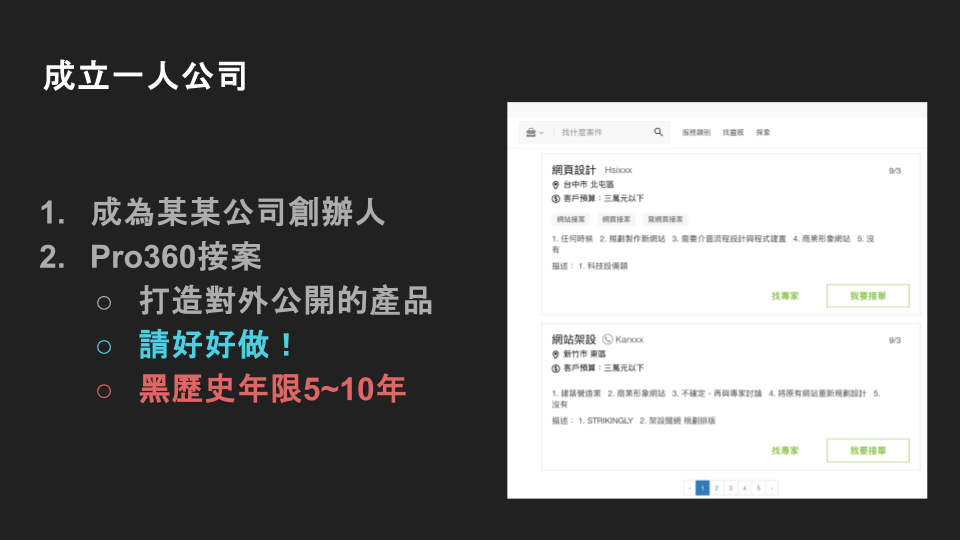 成立一人公司
1. 成為某某公司創辦人
2. Pro360接案
○ 打造對外公開的產品
○ 請好好做！
○ 黑歷史年限5~10年
找什麼案件 服務類別 找靈感 探索
網頁設計 Hsixxx 9/3
台中市 北屯區
客戶預算：三萬元以下
網站接案 網頁接案 寫網頁接案
1. 任何時候 2. 規劃製作新網站 3. 需要介面流程設計與程式建置 4. 商業形象網站 5. 沒
有
描述： 1. 科技設備類
找專家 我要接單
網站架設 Karxxx 9/3
新竹市 東區
客戶預算：三萬元以下
1. 建築營造業 2. 商業形象網站 3. 不確定，再與專家討論 4. 將原有網站重新規劃設計 5.
沒有
描述： 1. STRIKINGLY 2. 架設關網 規劃排版
找專家 我要接單
‹ 1 2 3 4 5 ›